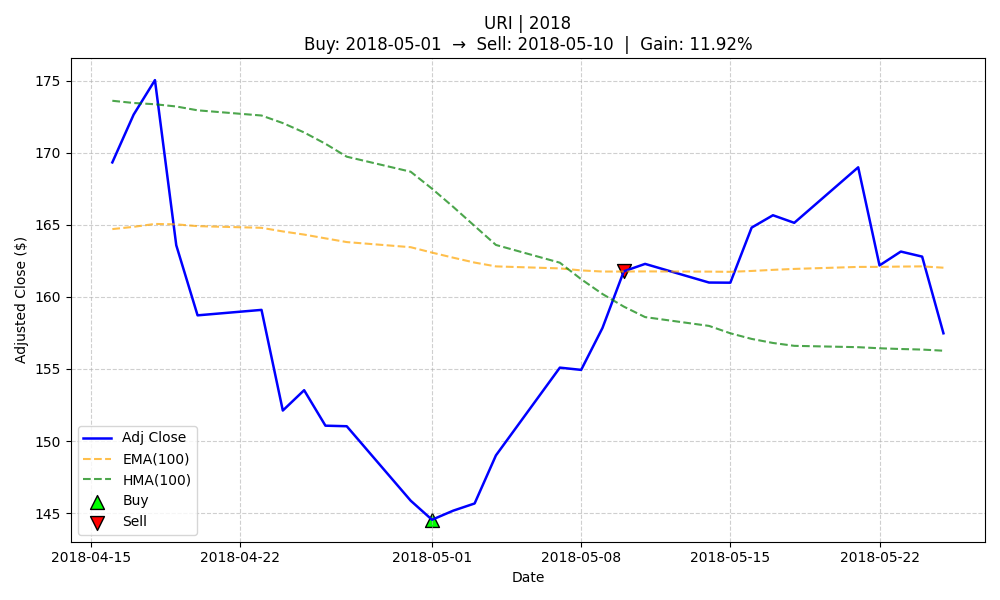 URI | 2018
Buy: 2018-05-01 → Sell: 2018-05-10 | Gain: 11.92%
Adjusted Close ($)
175
170
165
160
155
150
145
Adj Close
EMA(100)
HMA(100)
Buy
Sell
2018-04-15
2018-04-22
2018-05-01
2018-05-08
2018-05-15
2018-05-22
Date